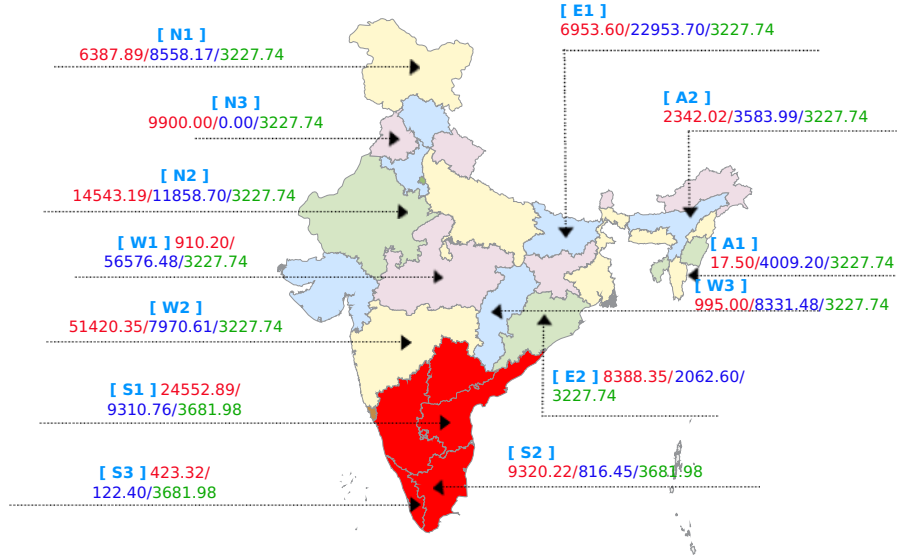 [ E1 ]
6953.60/22953.70/3227.74
[ N1 ]
6387.89/8558.17/3227.74
[ N3 ]
9900.00/0.00/3227.74
[ A2 ]
2342.02/3583.99/3227.74
[ N2 ]
14543.19/11858.70/3227.74
[ W1 ] 910.20/
56576.48/3227.74
[ A1 ]
17.50/4009.20/3227.74
[ W3 ]
995.00/8331.48/3227.74
[ W2 ]
51420.35/7970.61/3227.74
[ E2 ] 8388.35/2062.60/
3227.74
[ S1 ] 24552.89/
9310.76/3681.98
[ S2 ]
9320.22/816.45/3681.98
[ S3 ] 423.32/
122.40/3681.98